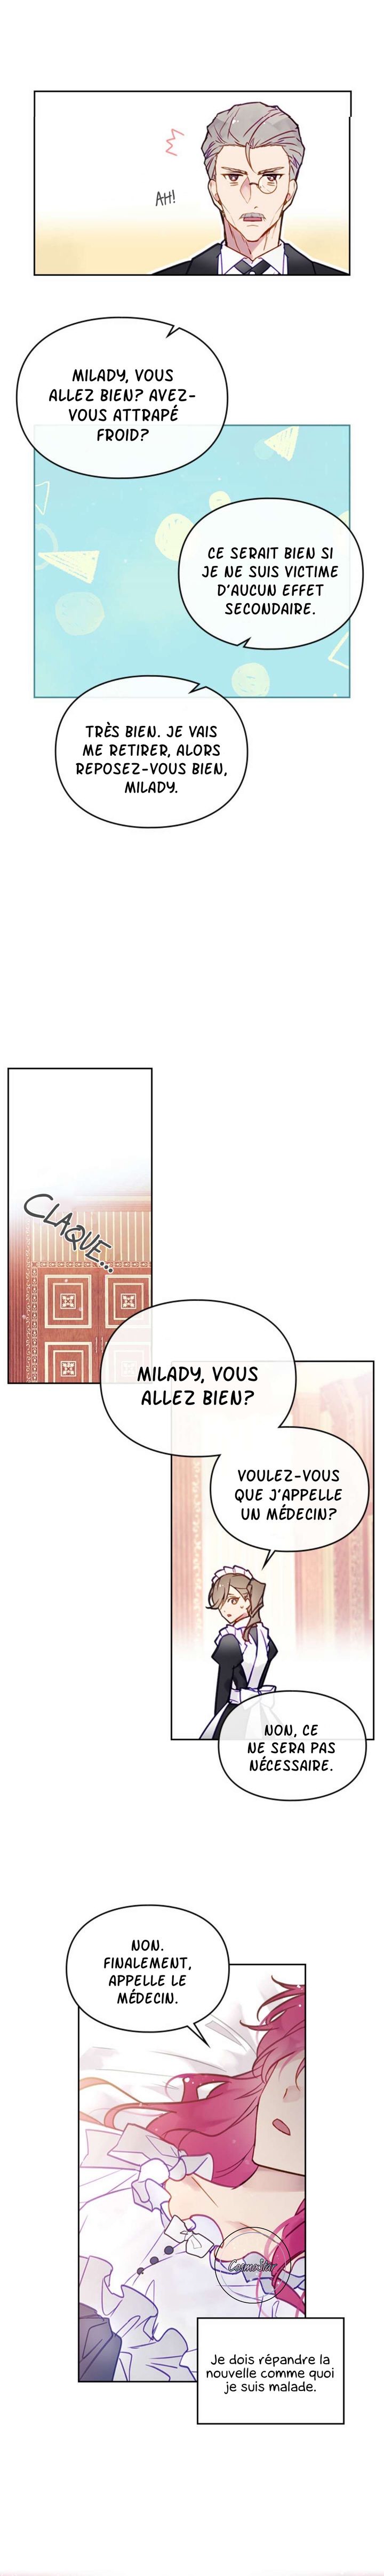 AH!
MILADY, VOUS
ALLEZ BIEN? AVEZ-
VOUS ATTRAPÉ
FROID?
CE SERAIT BIEN SI
JE NE SUIS VICTIME
D'AUCUN EFFET
SECONDAIRE.
TRÈS BIEN. JE VAIS
ME RETIRER, ALORS
REPOSEZ-VOUS BIEN,
MILADY.
CLAQUE...
MILADY, VOUS
ALLEZ BIEN?
VOULEZ-VOUS
QUE J'APPELLE
UN MÉDECIN?
NON, CE
NE SERA PAS
NÉCESSAIRE.
NON.
FINALEMENT,
APPELLE LE
MÉDECIN.
CosmoStar
Je dois répandre la
nouvelle comme quoi
je suis malade.